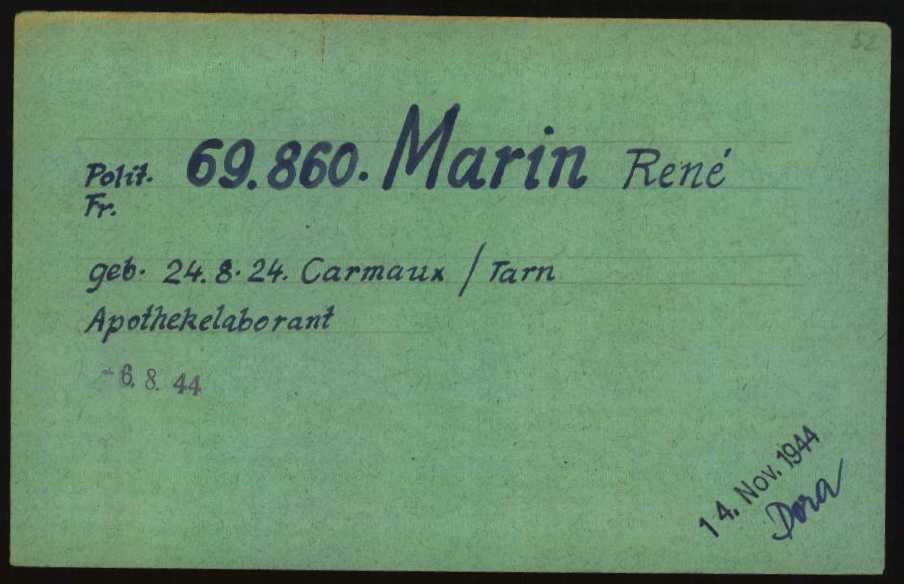 52
Polit. 69.860. Marin René
Fr.
geb. 24.8.24. Carmaux / Tarn
Apothekelaborant
- 6. 8. 44
14. Nov. 1944
Dora